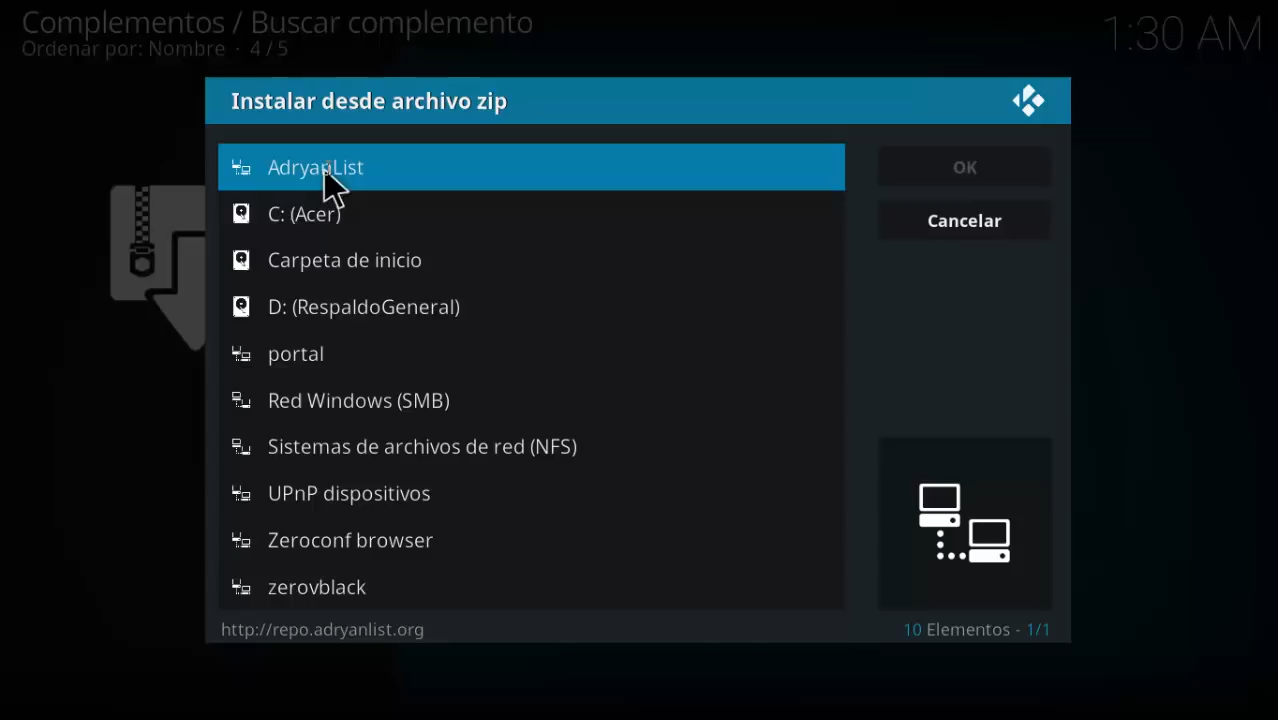 Complementos / Buscar complemento
Ordenar por: Nombre · 4 / 5
1:30 AM
Instalar desde archivo zip
AdryanList
C: (Acer)
Carpeta de inicio
D: (RespaldoGeneral)
portal
Red Windows (SMB)
Sistemas de archivos de red (NFS)
UPnP dispositivos
Zeroconf browser
zerovblack
OK
Cancelar
http://repo.adryanlist.org
10 Elementos - 1/1